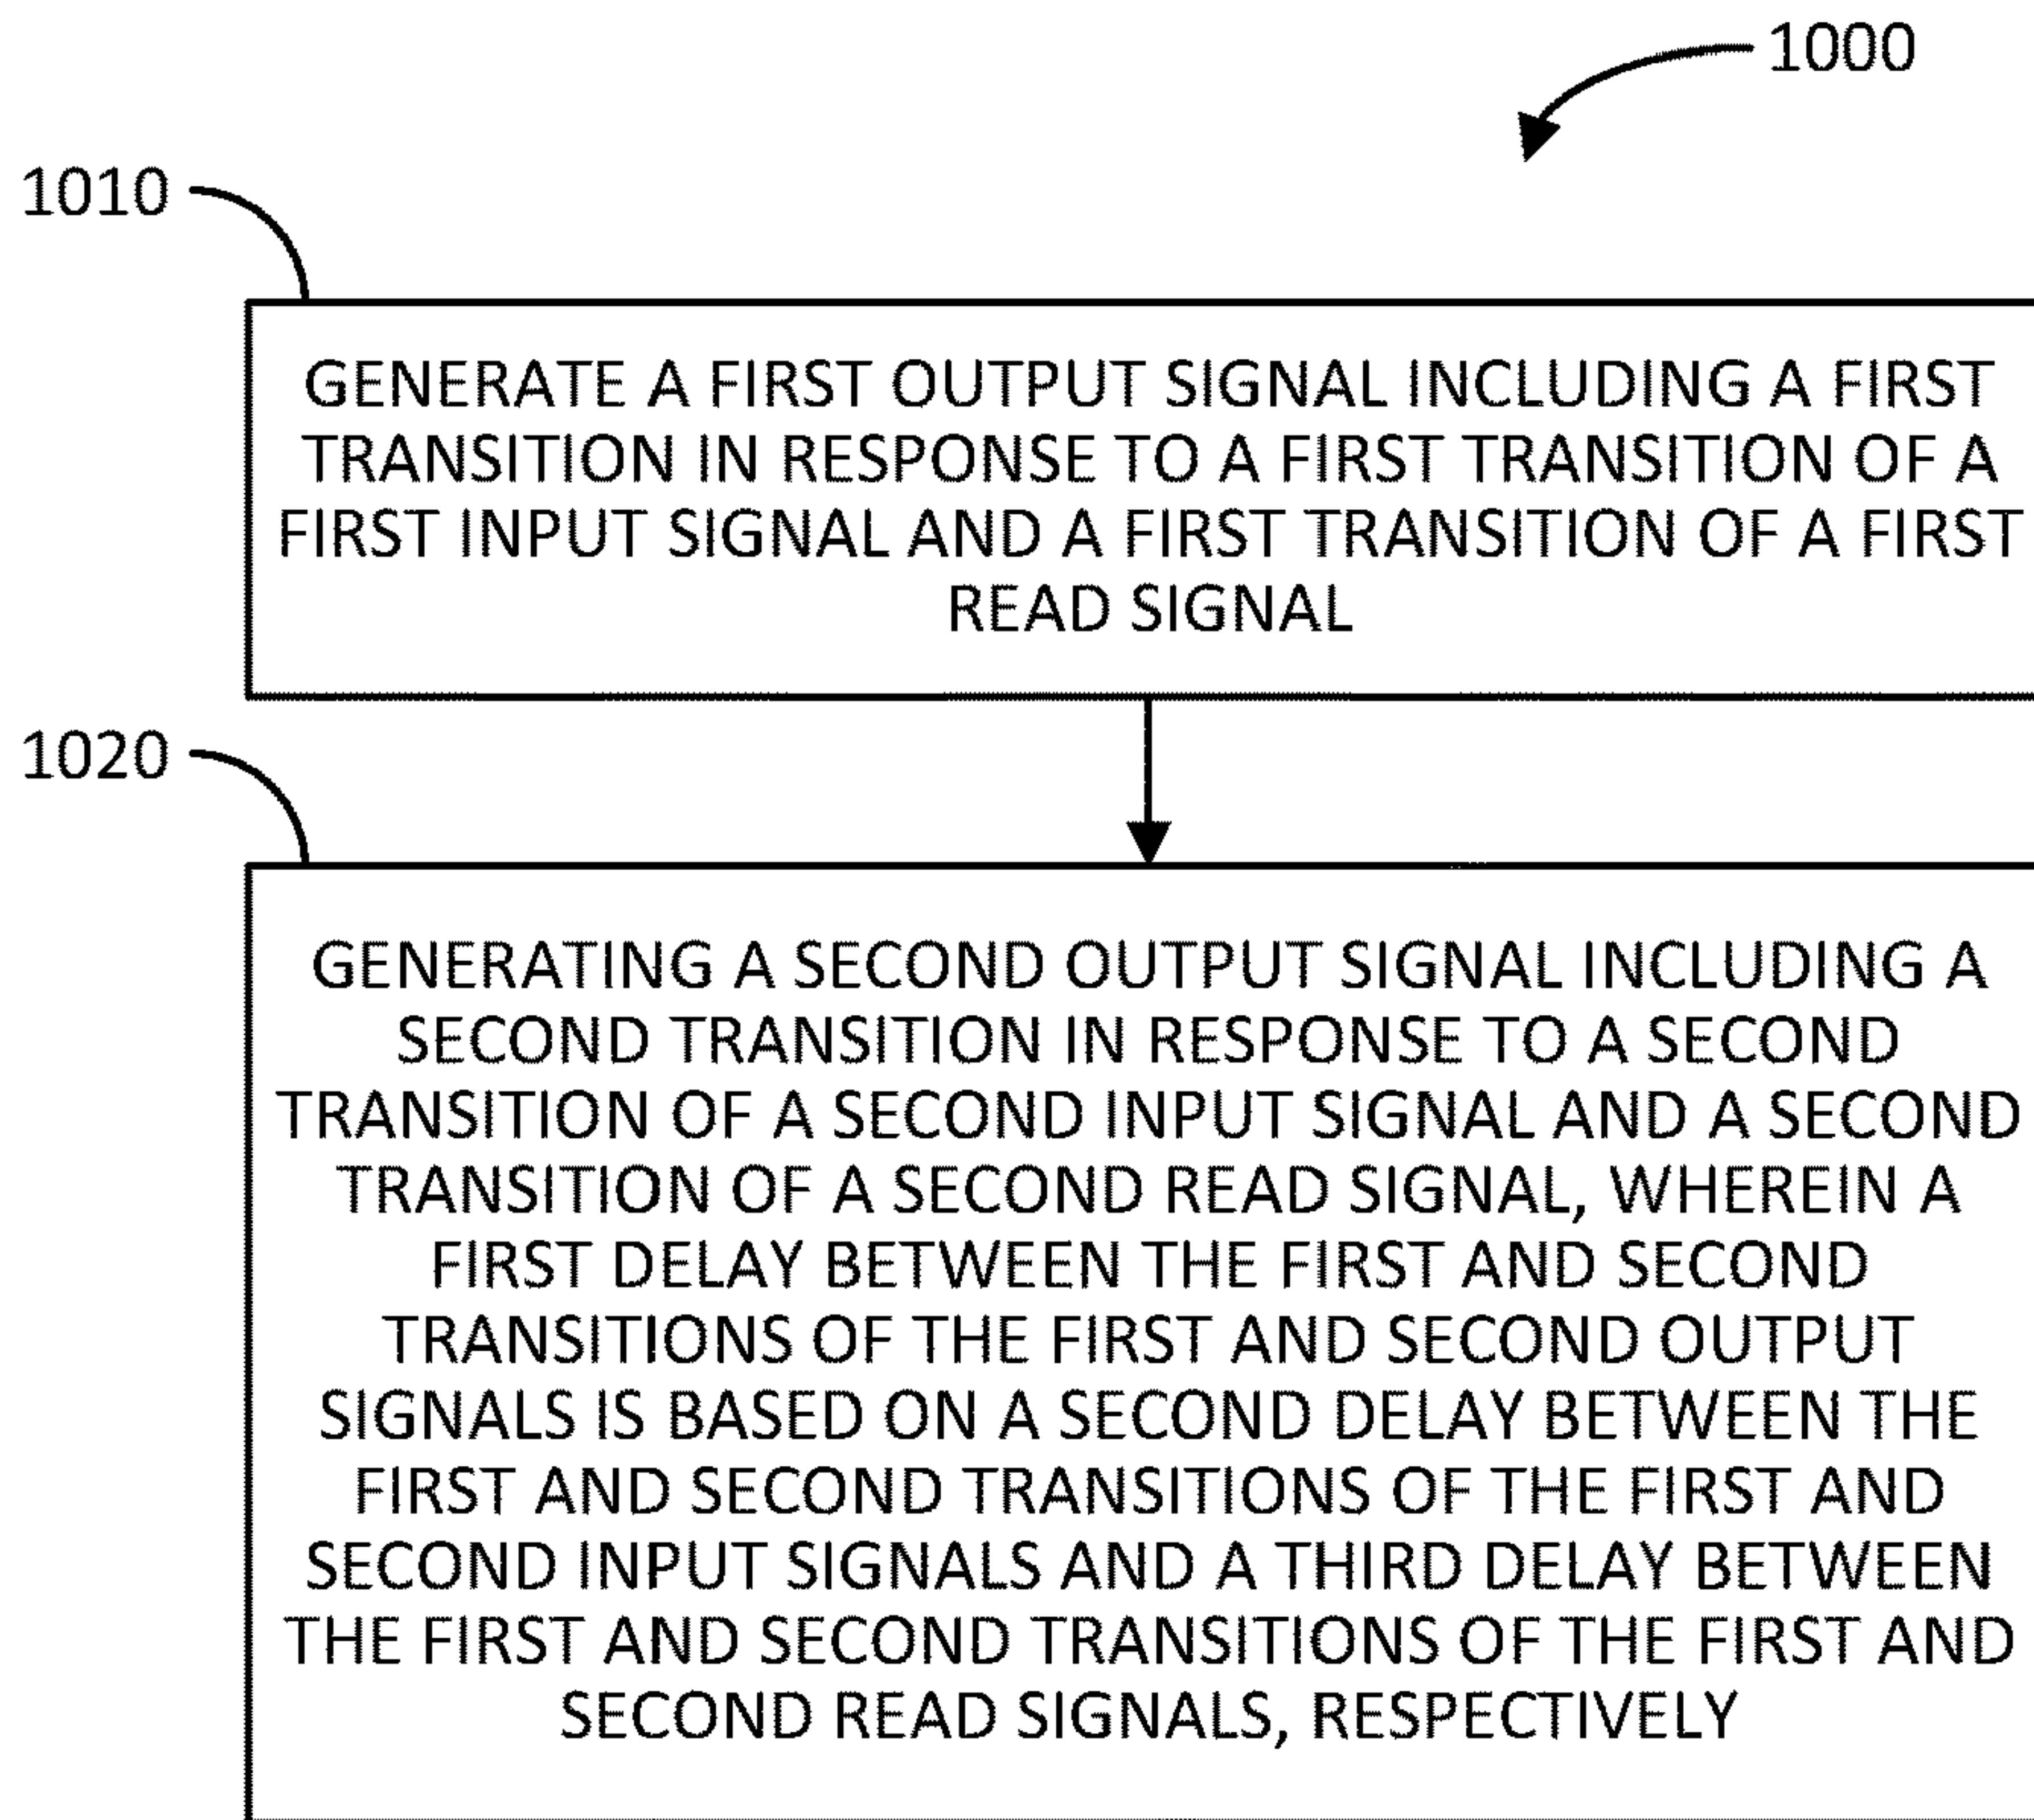 1000
1010
GENERATE A FIRST OUTPUT SIGNAL INCLUDING A FIRST
TRANSITION IN RESPONSE TO A FIRST TRANSITION OF A
FIRST INPUT SIGNAL AND A FIRST TRANSITION OF A FIRST
READ SIGNAL
1020
GENERATING A SECOND OUTPUT SIGNAL INCLUDING A
SECOND TRANSITION IN RESPONSE TO A SECOND
TRANSITION OF A SECOND INPUT SIGNAL AND A SECOND
TRANSITION OF A SECOND READ SIGNAL, WHEREIN A
FIRST DELAY BETWEEN THE FIRST AND SECOND
TRANSITIONS OF THE FIRST AND SECOND OUTPUT
SIGNALS IS BASED ON A SECOND DELAY BETWEEN THE
FIRST AND SECOND TRANSITIONS OF THE FIRST AND
SECOND INPUT SIGNALS AND A THIRD DELAY BETWEEN
THE FIRST AND SECOND TRANSITIONS OF THE FIRST AND
SECOND READ SIGNALS, RESPECTIVELY